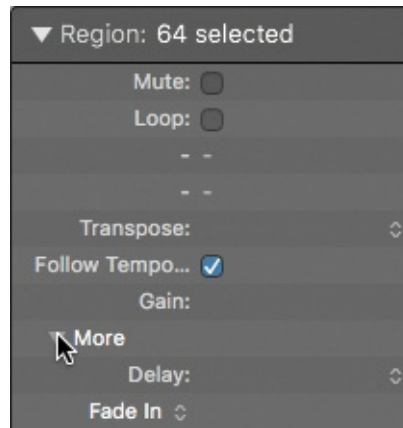 Region: 64 selected
Mute:
Loop:
- -
- -
Transpose:
Follow Tempo...
Gain:
More
Delay:
Fade In